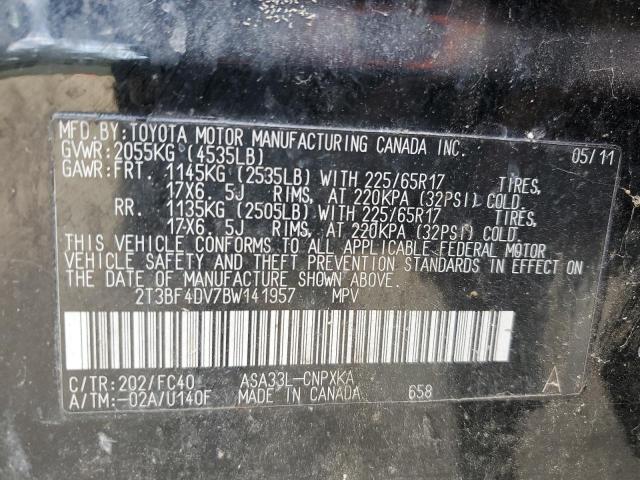 MFD.BY:TOYOTA MOTOR MANUFACTURING CANADA INC. 05/11
GVWR:2055KG (4535LB)
GAWR:FRT. 1145KG (2535LB) WITH 225/65R17 TIRES,
17X6.5J RIMS, AT 220KPA (32PSI) COLD.
RR. 1135KG (2505LB) WITH 225/65R17 TIRES,
17X6.5J RIMS, AT 220KPA (32PSI) COLD.
THIS VEHICLE CONFORMS TO ALL APPLICABLE FEDERAL MOTOR
VEHICLE SAFETY AND THEFT PREVENTION STANDARDS IN EFFECT ON
THE DATE OF MANUFACTURE SHOWN ABOVE.
2T3BF4DV7BW141957 MPV
C/TR:202/FC40 ASA33L-CNPXKA A
A/TM:-02A/U140F MADE IN CANADA 658